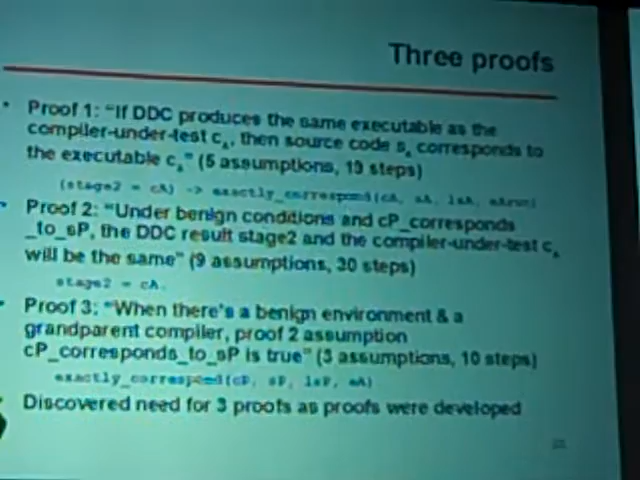 Three proofs
• Proof 1: "If DDC produces the same executable as the
compiler-under-test cA, then source code sA corresponds to
the executable cA" (5 assumptions, 19 steps)
(stage2 = cA) -> exactly_correspond(cA, sA, lsA,
• Proof 2: "Under benign conditions and cP_corresponds
_to_sP, the DDC result stage2 and the compiler-under-test cA
will be the same" (9 assumptions, 30 steps)
stage2 = cA.
• Proof 3: "When there's a benign environment & a
grandparent compiler, proof 2 assumption
cP_corresponds_to_sP is true" (3 assumptions, 10 steps)
exactly_correspond(cP, sP, lsP, eA)
Discovered need for 3 proofs as proofs were developed